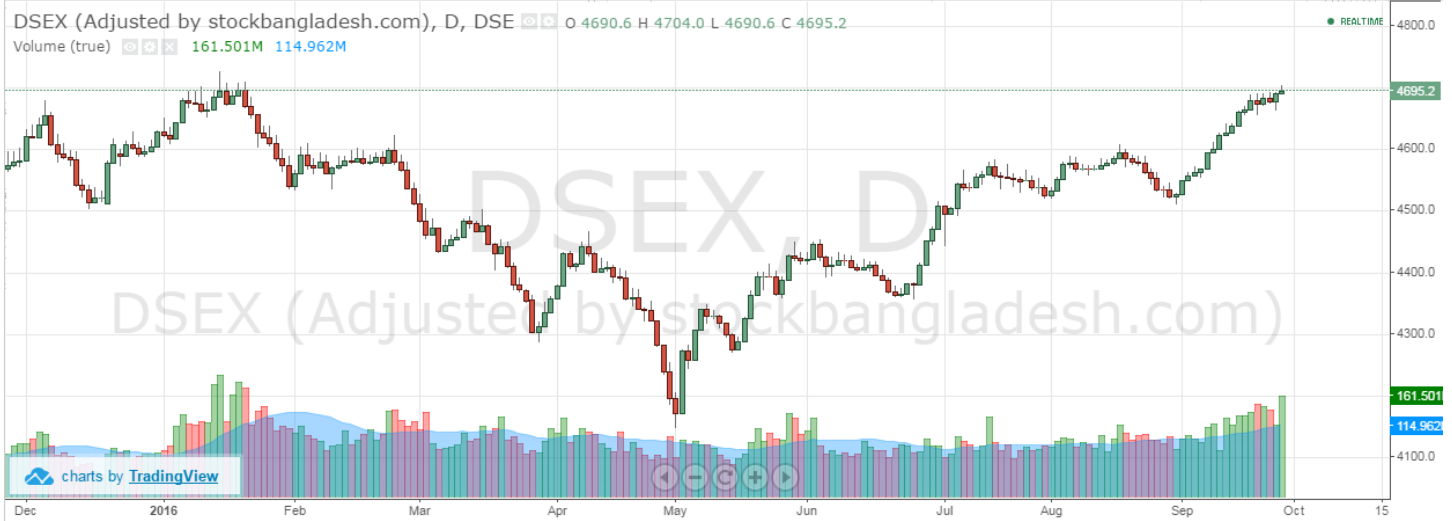 DSEX (Adjusted by stockbangladesh.com), D, DSE O 4690.6 H 4704.0 L 4690.6 C 4695.2
REALTIME
4800.0
Volume (true) 161.501M 114.962M
4695.2
4600.0
DSEX, D
4500.0
4400.0
DSEX (Adjusted by stockbangladesh.com)
4300.0
161.501
114.962
4100.0
charts by TradingView
Dec 2016 Feb Mar Apr May Jun Jul Aug Sep Oct 15